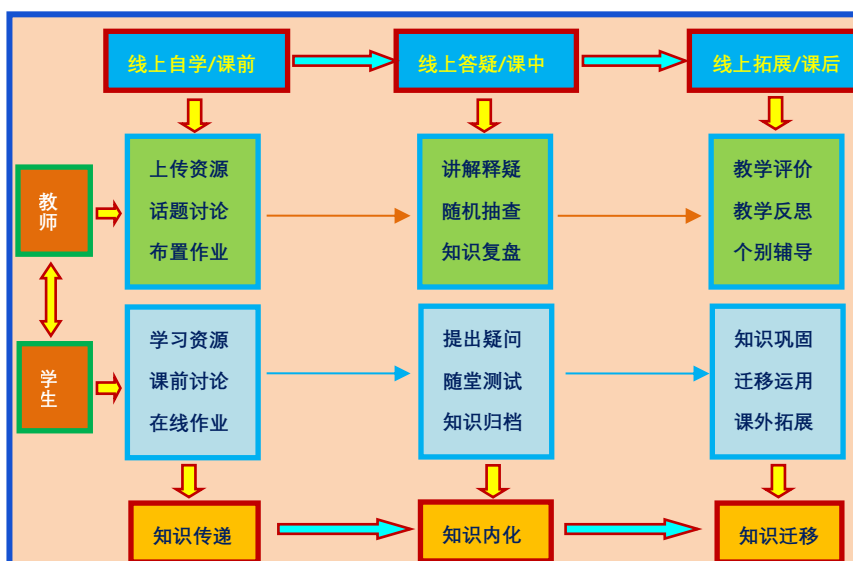 线上自学/课前
线上答疑/课中
线上拓展/课后
教师
上传资源
话题讨论
布置作业
讲解释疑
随机抽查
知识复盘
教学评价
教学反思
个别辅导
学生
学习资源
课前讨论
在线作业
提出疑问
随堂测试
知识归档
知识巩固
迁移运用
课外拓展
知识传递
知识内化
知识迁移